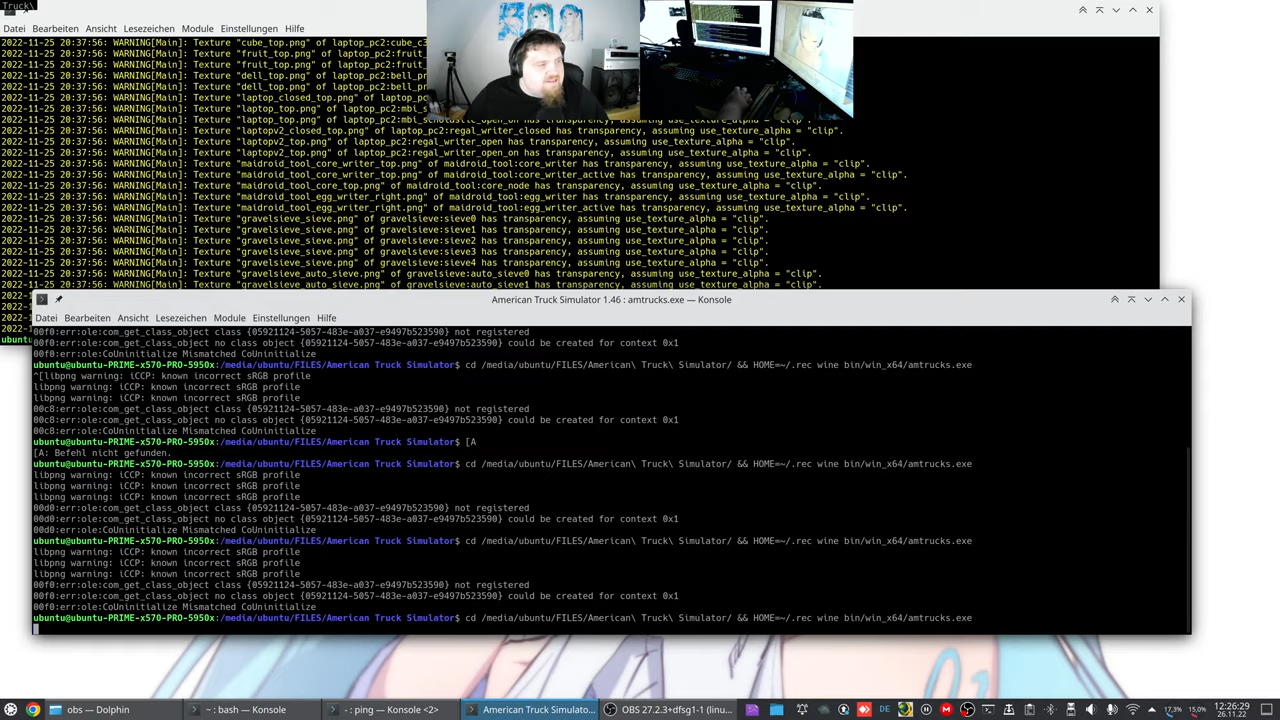 Truck\
Datei Bearbeiten Ansicht Lesezeichen Module Einstellungen Hilfe
2022-11-25 20:37:56: WARNING[Main]: Texture "cube_top.png" of laptop_pc2:cube_c3
2022-11-25 20:37:56: WARNING[Main]: Texture "fruit_top.png" of laptop_pc2:fruit_
2022-11-25 20:37:56: WARNING[Main]: Texture "fruit_top.png" of laptop_pc2:fruit_
2022-11-25 20:37:56: WARNING[Main]: Texture "dell_top.png" of laptop_pc2:bell_pr
2022-11-25 20:37:56: WARNING[Main]: Texture "dell_top.png" of laptop_pc2:bell_pr
2022-11-25 20:37:56: WARNING[Main]: Texture "laptop_closed_top.png" of laptop_pc
2022-11-25 20:37:56: WARNING[Main]: Texture "laptop_top.png" of laptop_pc2:mbi_s
2022-11-25 20:37:56: WARNING[Main]: Texture "laptop_top.png" of laptop_pc2:mbi_scholastic_open_on has transparency, assuming use_texture_alpha = "clip".
2022-11-25 20:37:56: WARNING[Main]: Texture "laptopv2_closed_top.png" of laptop_pc2:regal_writer_closed has transparency, assuming use_texture_alpha = "clip".
2022-11-25 20:37:56: WARNING[Main]: Texture "laptopv2_top.png" of laptop_pc2:regal_writer_open has transparency, assuming use_texture_alpha = "clip".
2022-11-25 20:37:56: WARNING[Main]: Texture "laptopv2_top.png" of laptop_pc2:regal_writer_open_on has transparency, assuming use_texture_alpha = "clip".
2022-11-25 20:37:56: WARNING[Main]: Texture "maidroid_tool_core_writer_top.png" of maidroid_tool:core_writer has transparency, assuming use_texture_alpha = "clip".
2022-11-25 20:37:56: WARNING[Main]: Texture "maidroid_tool_core_writer_top.png" of maidroid_tool:core_writer_active has transparency, assuming use_texture_alpha = "clip".
2022-11-25 20:37:56: WARNING[Main]: Texture "maidroid_tool_core_top.png" of maidroid_tool:core_node has transparency, assuming use_texture_alpha = "clip".
2022-11-25 20:37:56: WARNING[Main]: Texture "maidroid_tool_egg_writer_right.png" of maidroid_tool:egg_writer has transparency, assuming use_texture_alpha = "clip".
2022-11-25 20:37:56: WARNING[Main]: Texture "maidroid_tool_egg_writer_right.png" of maidroid_tool:egg_writer_active has transparency, assuming use_texture_alpha = "clip".
2022-11-25 20:37:56: WARNING[Main]: Texture "gravelsieve_sieve.png" of gravelsieve:sieve0 has transparency, assuming use_texture_alpha = "clip".
2022-11-25 20:37:56: WARNING[Main]: Texture "gravelsieve_sieve.png" of gravelsieve:sieve1 has transparency, assuming use_texture_alpha = "clip".
2022-11-25 20:37:56: WARNING[Main]: Texture "gravelsieve_sieve.png" of gravelsieve:sieve2 has transparency, assuming use_texture_alpha = "clip".
2022-11-25 20:37:56: WARNING[Main]: Texture "gravelsieve_sieve.png" of gravelsieve:sieve3 has transparency, assuming use_texture_alpha = "clip".
2022-11-25 20:37:56: WARNING[Main]: Texture "gravelsieve_sieve.png" of gravelsieve:sieve4 has transparency, assuming use_texture_alpha = "clip".
2022-11-25 20:37:56: WARNING[Main]: Texture "gravelsieve_auto_sieve.png" of gravelsieve:auto_sieve0 has transparency, assuming use_texture_alpha = "clip".
2022-11-25 20:37:56: WARNING[Main]: Texture "gravelsieve_auto_sieve.png" of gravelsieve:auto_sieve1 has transparency, assuming use_texture_alpha = "clip".
2022-1
2022-1
2022-1
2022-1
ubuntu
American Truck Simulator 1.46 : amtrucks.exe — Konsole
Datei Bearbeiten Ansicht Lesezeichen Module Einstellungen Hilfe
00f0:err:ole:com_get_class_object class {05921124-5057-483e-a037-e9497b523590} not registered
00f0:err:ole:com_get_class_object no class object {05921124-5057-483e-a037-e9497b523590} could be created for context 0x1
00f0:err:ole:CoUninitialize Mismatched CoUninitialize
ubuntu@ubuntu-PRIME-x570-PRO-5950x:/media/ubuntu/FILES/American Truck Simulator$ cd /media/ubuntu/FILES/American\ Truck\ Simulator/ && HOME=~/.rec wine bin/win_x64/amtrucks.exe
^[libpng warning: iCCP: known incorrect sRGB profile
libpng warning: iCCP: known incorrect sRGB profile
libpng warning: iCCP: known incorrect sRGB profile
00c8:err:ole:com_get_class_object class {05921124-5057-483e-a037-e9497b523590} not registered
00c8:err:ole:com_get_class_object no class object {05921124-5057-483e-a037-e9497b523590} could be created for context 0x1
00c8:err:ole:CoUninitialize Mismatched CoUninitialize
ubuntu@ubuntu-PRIME-x570-PRO-5950x:/media/ubuntu/FILES/American Truck Simulator$ [A
[A: Befehl nicht gefunden.
ubuntu@ubuntu-PRIME-x570-PRO-5950x:/media/ubuntu/FILES/American Truck Simulator$ cd /media/ubuntu/FILES/American\ Truck\ Simulator/ && HOME=~/.rec wine bin/win_x64/amtrucks.exe
libpng warning: iCCP: known incorrect sRGB profile
libpng warning: iCCP: known incorrect sRGB profile
libpng warning: iCCP: known incorrect sRGB profile
00d0:err:ole:com_get_class_object class {05921124-5057-483e-a037-e9497b523590} not registered
00d0:err:ole:com_get_class_object no class object {05921124-5057-483e-a037-e9497b523590} could be created for context 0x1
00d0:err:ole:CoUninitialize Mismatched CoUninitialize
ubuntu@ubuntu-PRIME-x570-PRO-5950x:/media/ubuntu/FILES/American Truck Simulator$ cd /media/ubuntu/FILES/American\ Truck\ Simulator/ && HOME=~/.rec wine bin/win_x64/amtrucks.exe
libpng warning: iCCP: known incorrect sRGB profile
libpng warning: iCCP: known incorrect sRGB profile
libpng warning: iCCP: known incorrect sRGB profile
00f0:err:ole:com_get_class_object class {05921124-5057-483e-a037-e9497b523590} not registered
00f0:err:ole:com_get_class_object no class object {05921124-5057-483e-a037-e9497b523590} could be created for context 0x1
00f0:err:ole:CoUninitialize Mismatched CoUninitialize
ubuntu@ubuntu-PRIME-x570-PRO-5950x:/media/ubuntu/FILES/American Truck Simulator$ cd /media/ubuntu/FILES/American\ Truck\ Simulator/ && HOME=~/.rec wine bin/win_x64/amtrucks.exe
obs — Dolphin
~ : bash — Konsole
- : ping — Konsole <2>
American Truck Simulato...
OBS 27.2.3+dfsg1-1 (linu...
DE
17,3%
15,0%
12:26:29
26.11.22